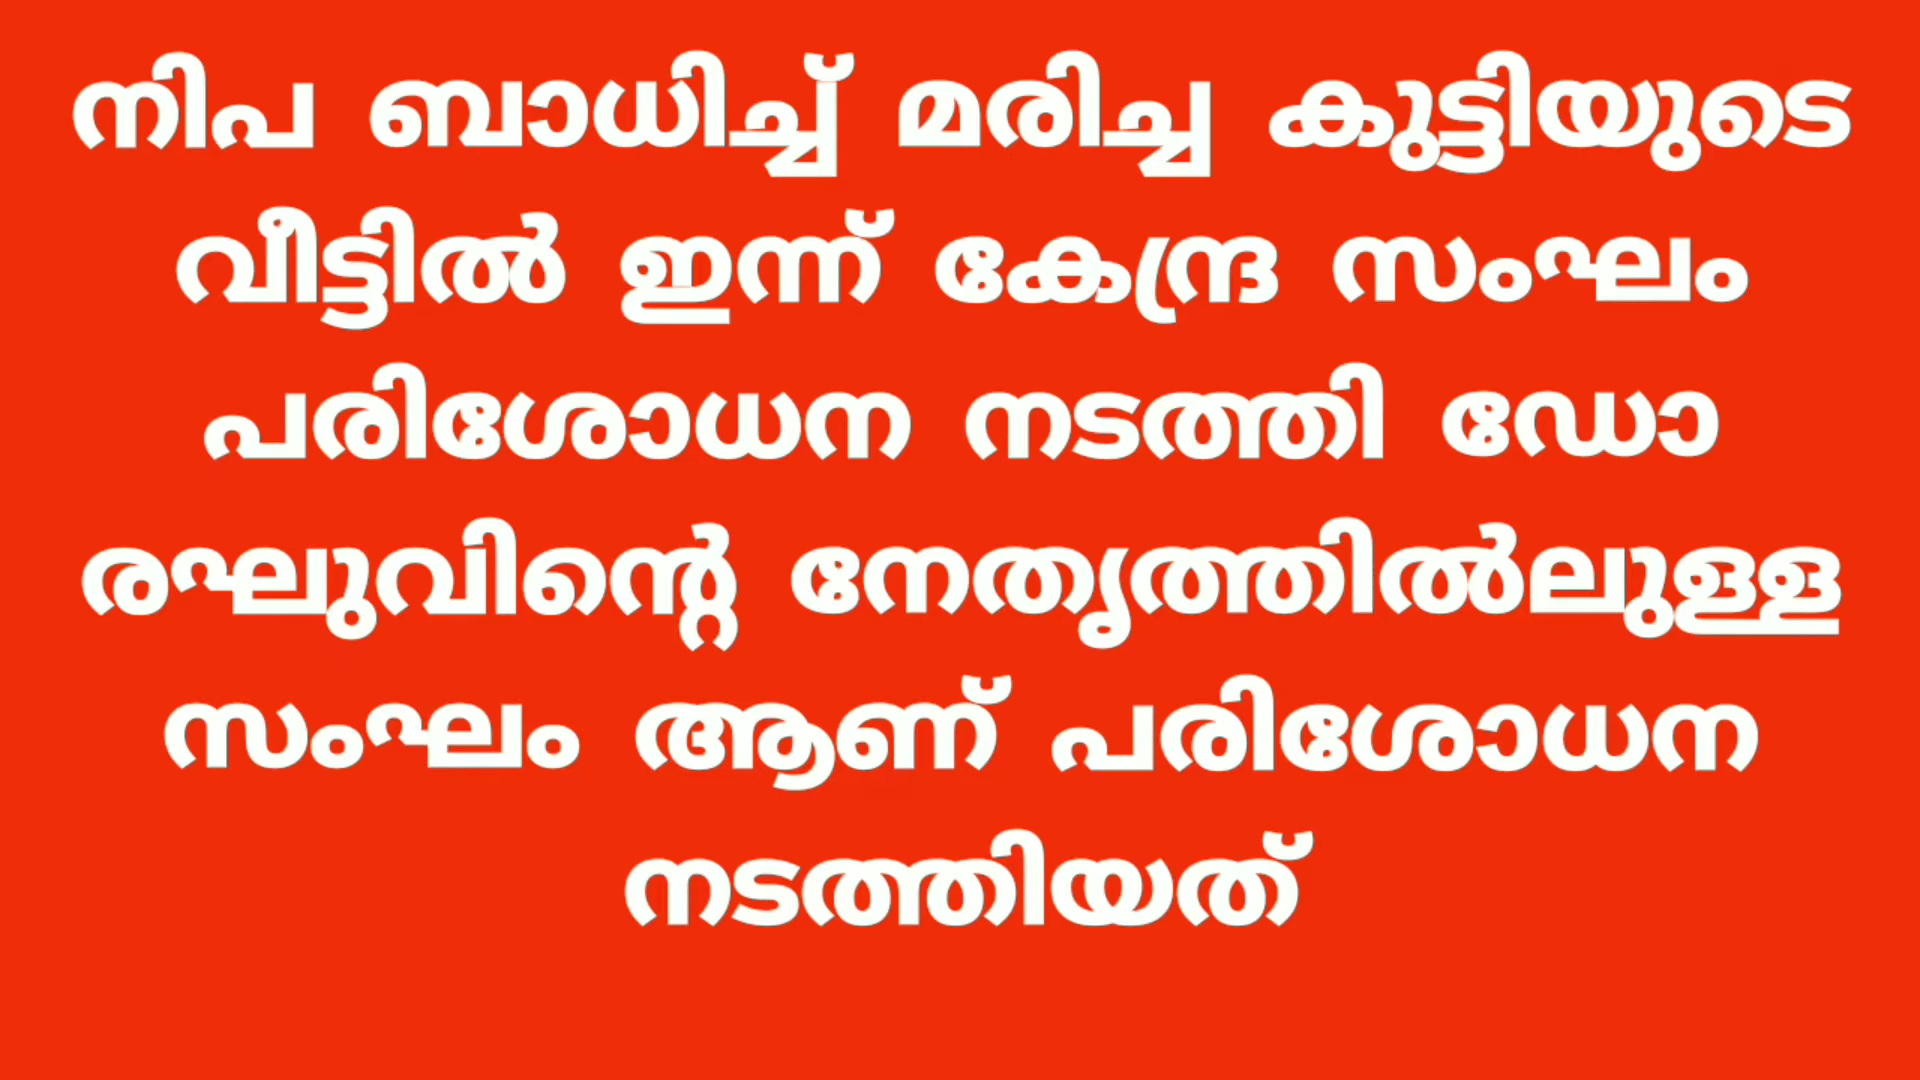 നിപ ബാധിച്ച് മരിച്ച കുട്ടിയുടെ
വീട്ടിൽ ഇന്ന് കേന്ദ്ര സംഘം
പരിശോധന നടത്തി ഡോ
രഘുവിന്റെ നേതൃത്തിൽലുള്ള
സംഘം ആണ് പരിശോധന
നടത്തിയത്